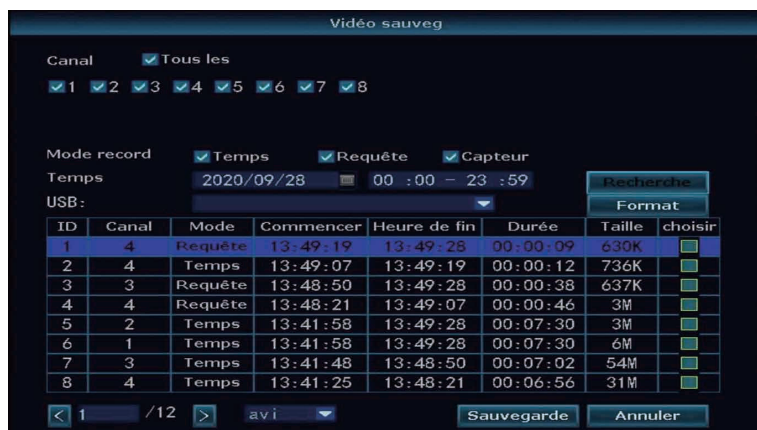 Vidéo sauveg
Canal Tous les
1 2 3 4 5 6 7 8
Mode record Temps Requête Capteur
Temps 2020/09/28 00 :00 - 23 :59 Recherche
USB: Format
ID Canal Mode Commencer Heure de fin Durée Taille choisir
1 4 Requête 13:49:19 13:49:28 00:00:09 630K
2 4 Temps 13:49:07 13:49:19 00:00:12 736K
3 3 Requête 13:48:50 13:49:28 00:00:38 637K
4 4 Requête 13:48:21 13:49:07 00:00:46 3M
5 2 Temps 13:41:58 13:49:28 00:07:30 3M
6 1 Temps 13:41:58 13:49:28 00:07:30 6M
7 3 Temps 13:41:48 13:48:50 00:07:02 54M
8 4 Temps 13:41:25 13:48:21 00:06:56 31M
< 1 /12 > avi Sauvegarde Annuler